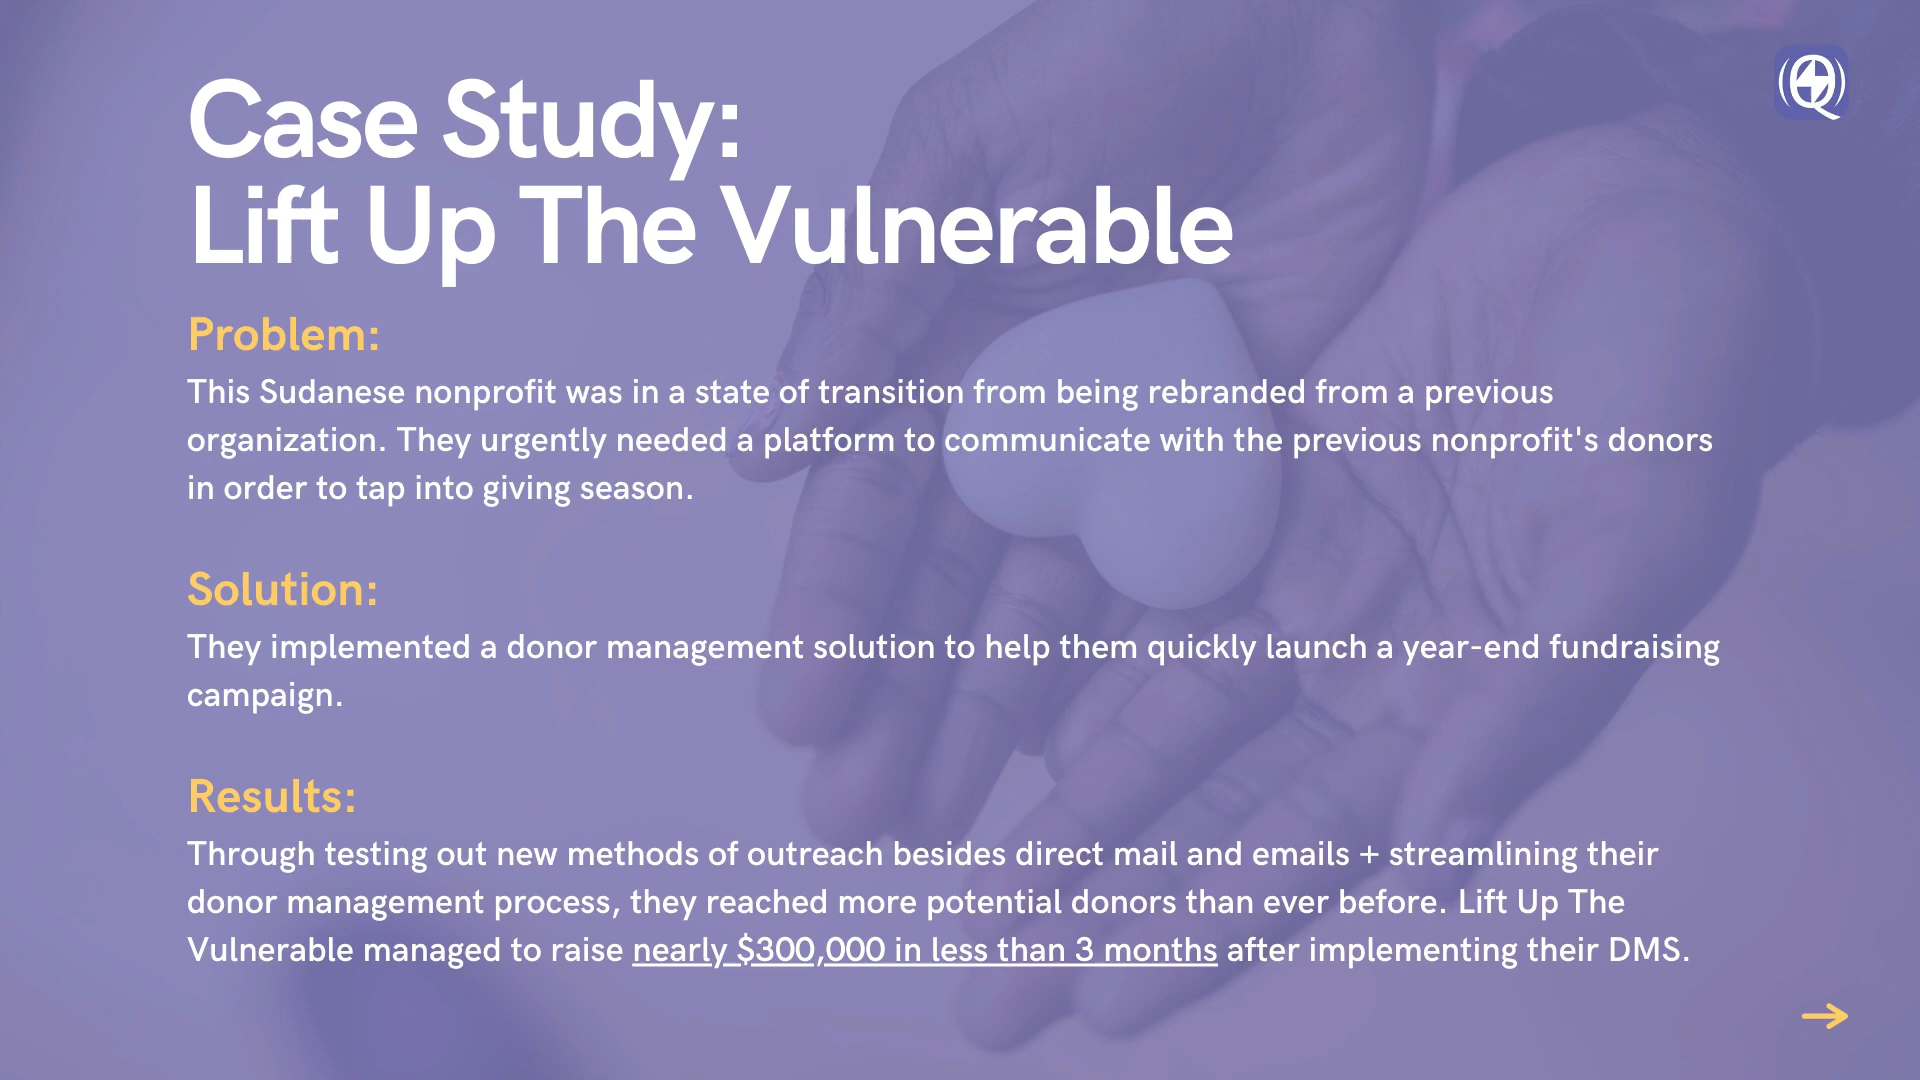 Case Study:
Lift Up The Vulnerable
Problem:
This Sudanese nonprofit was in a state of transition from being rebranded from a previous
organization. They urgently needed a platform to communicate with the previous nonprofit's donors
in order to tap into giving season.
Solution:
They implemented a donor management solution to help them quickly launch a year-end fundraising
campaign.
Results:
Through testing out new methods of outreach besides direct mail and emails + streamlining their
donor management process, they reached more potential donors than ever before. Lift Up The
Vulnerable managed to raise nearly $300,000 in less than 3 months after implementing their DMS.